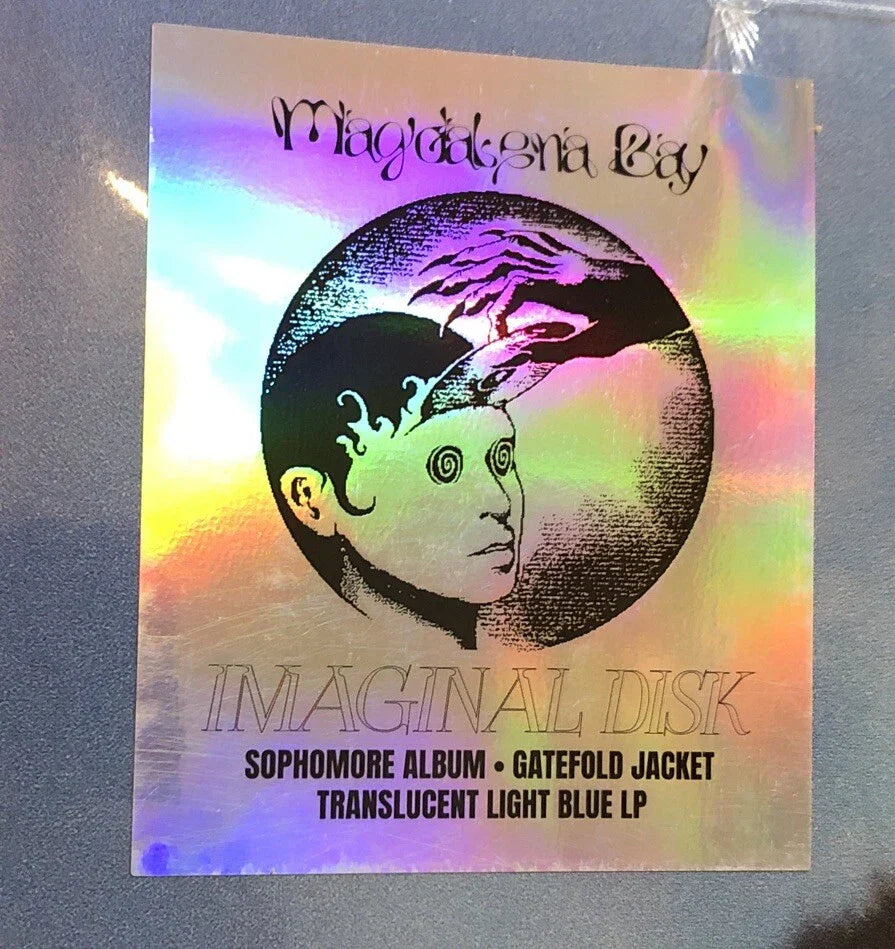 Magdalena Bay
IMAGINAL DISK
SOPHOMORE ALBUM • GATEFOLD JACKET
TRANSLUCENT LIGHT BLUE LP